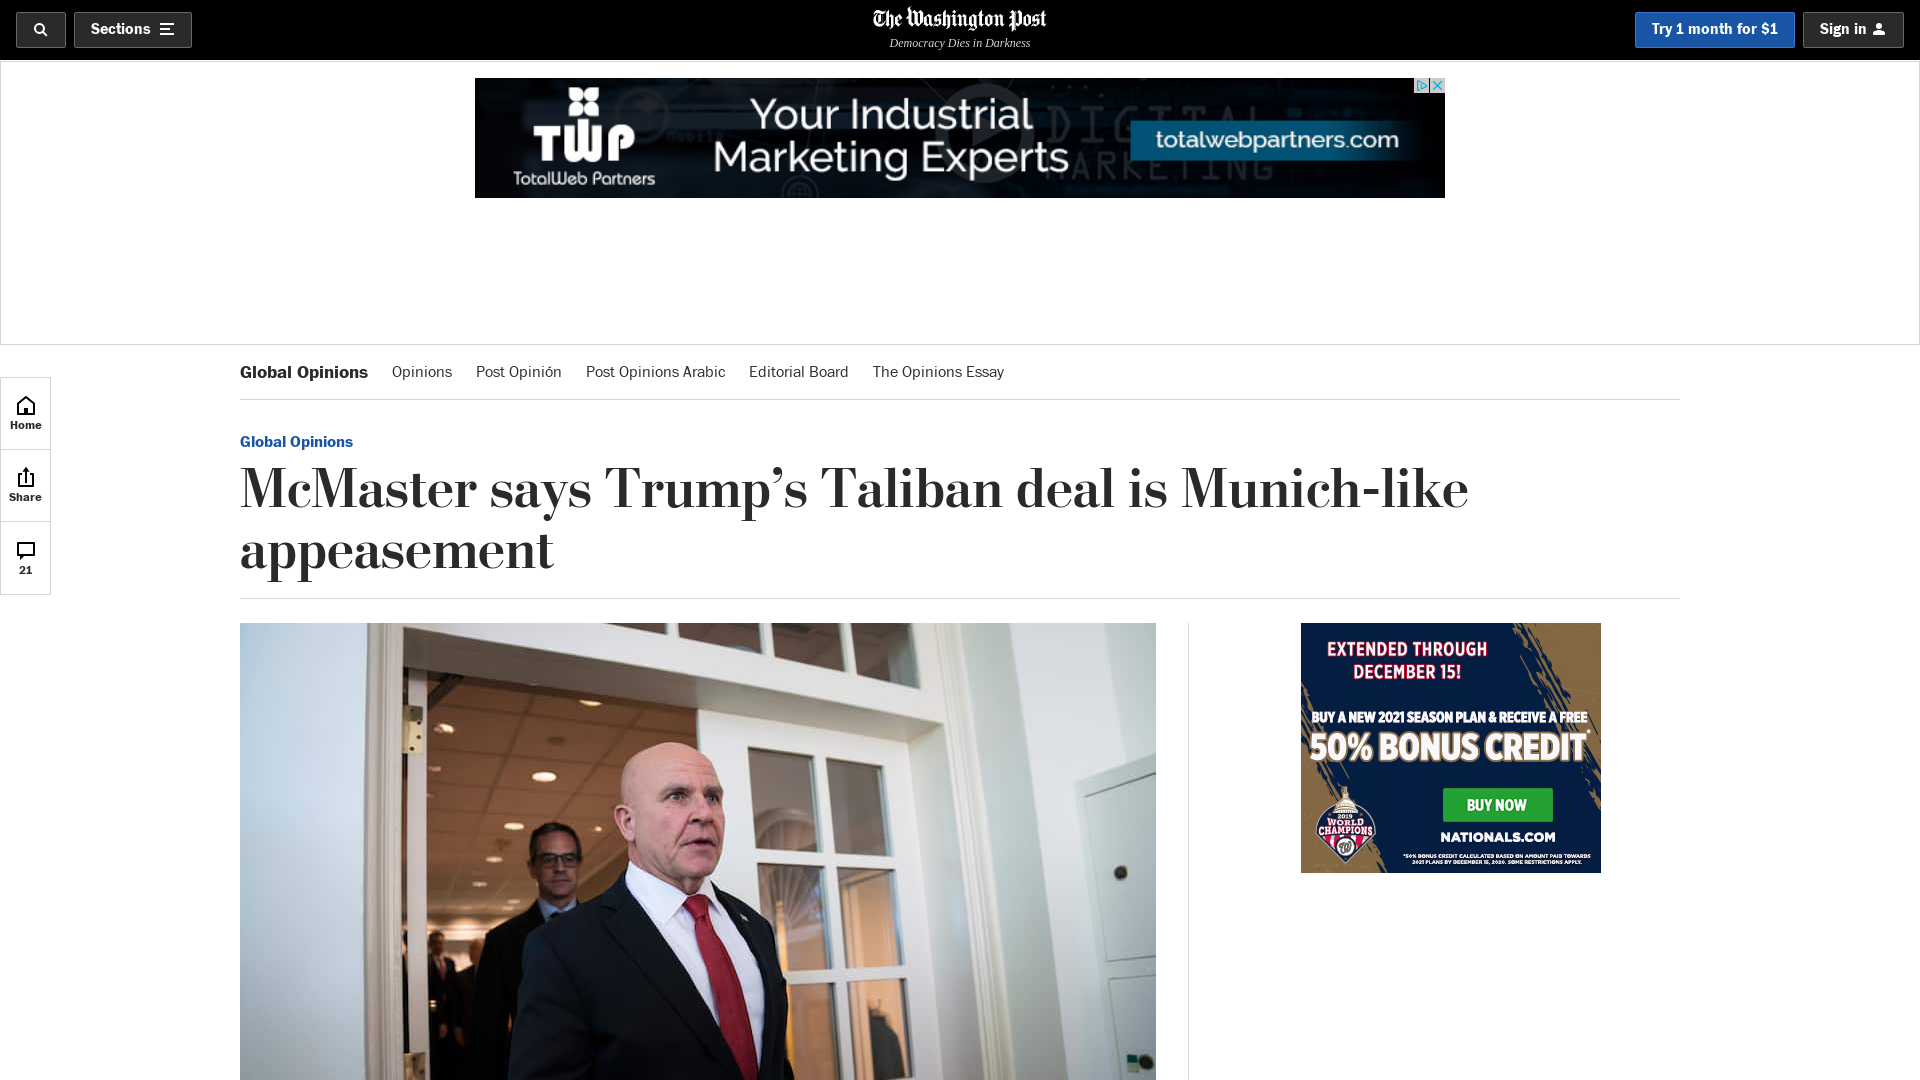 Sections
The Washington Post
Democracy Dies in Darkness
Try 1 month for $1
Sign in
TWP
TotalWeb Partners
Your Industrial
Marketing Experts
DIGITAL
MARKETING
Mobile
totalwebpartners.com
Global Opinions
Opinions
Post Opinión
Post Opinions Arabic
Editorial Board
The Opinions Essay
Home
Share
21
Global Opinions
McMaster says Trump’s Taliban deal is Munich-like
appeasement
EXTENDED THROUGH
DECEMBER 15!
BUY A NEW 2021 SEASON PLAN & RECEIVE A FREE
50% BONUS CREDIT*
BUY NOW
NATIONALS.COM
2019
WORLD
CHAMPIONS
W
*50% BONUS CREDIT CALCULATED BASED ON AMOUNT PAID TOWARDS
2021 PLANS BY DECEMBER 15, 2020. SOME RESTRICTIONS APPLY.